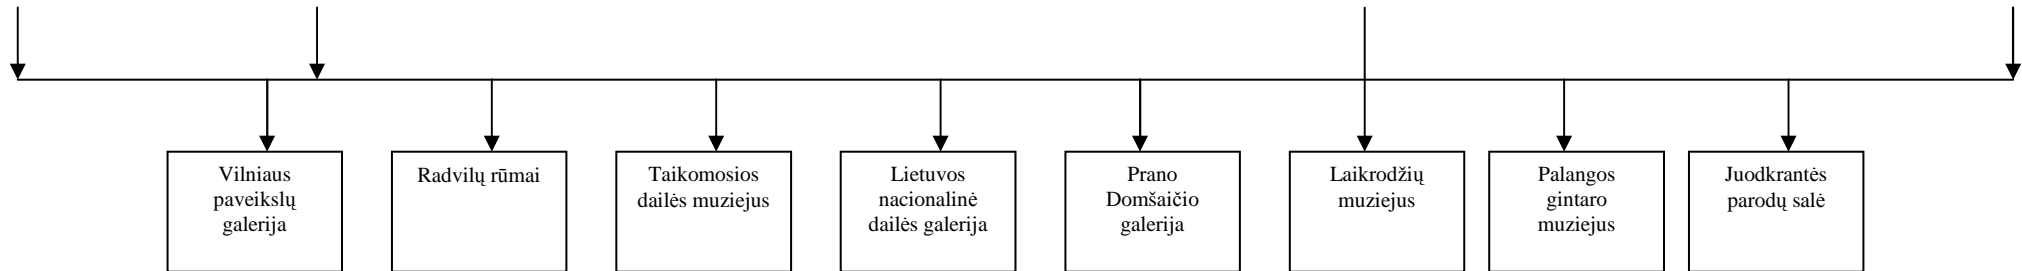 Vilniaus
paveikslų
galerija
Radvilų rūmai
Taikomosios
dailės muziejus
Lietuvos
nacionalinė
dailės galerija
Prano
Domšaičio
galerija
Laikrodžių
muziejus
Palangos
gintaro
muziejus
Juodkrantės
parodų salė